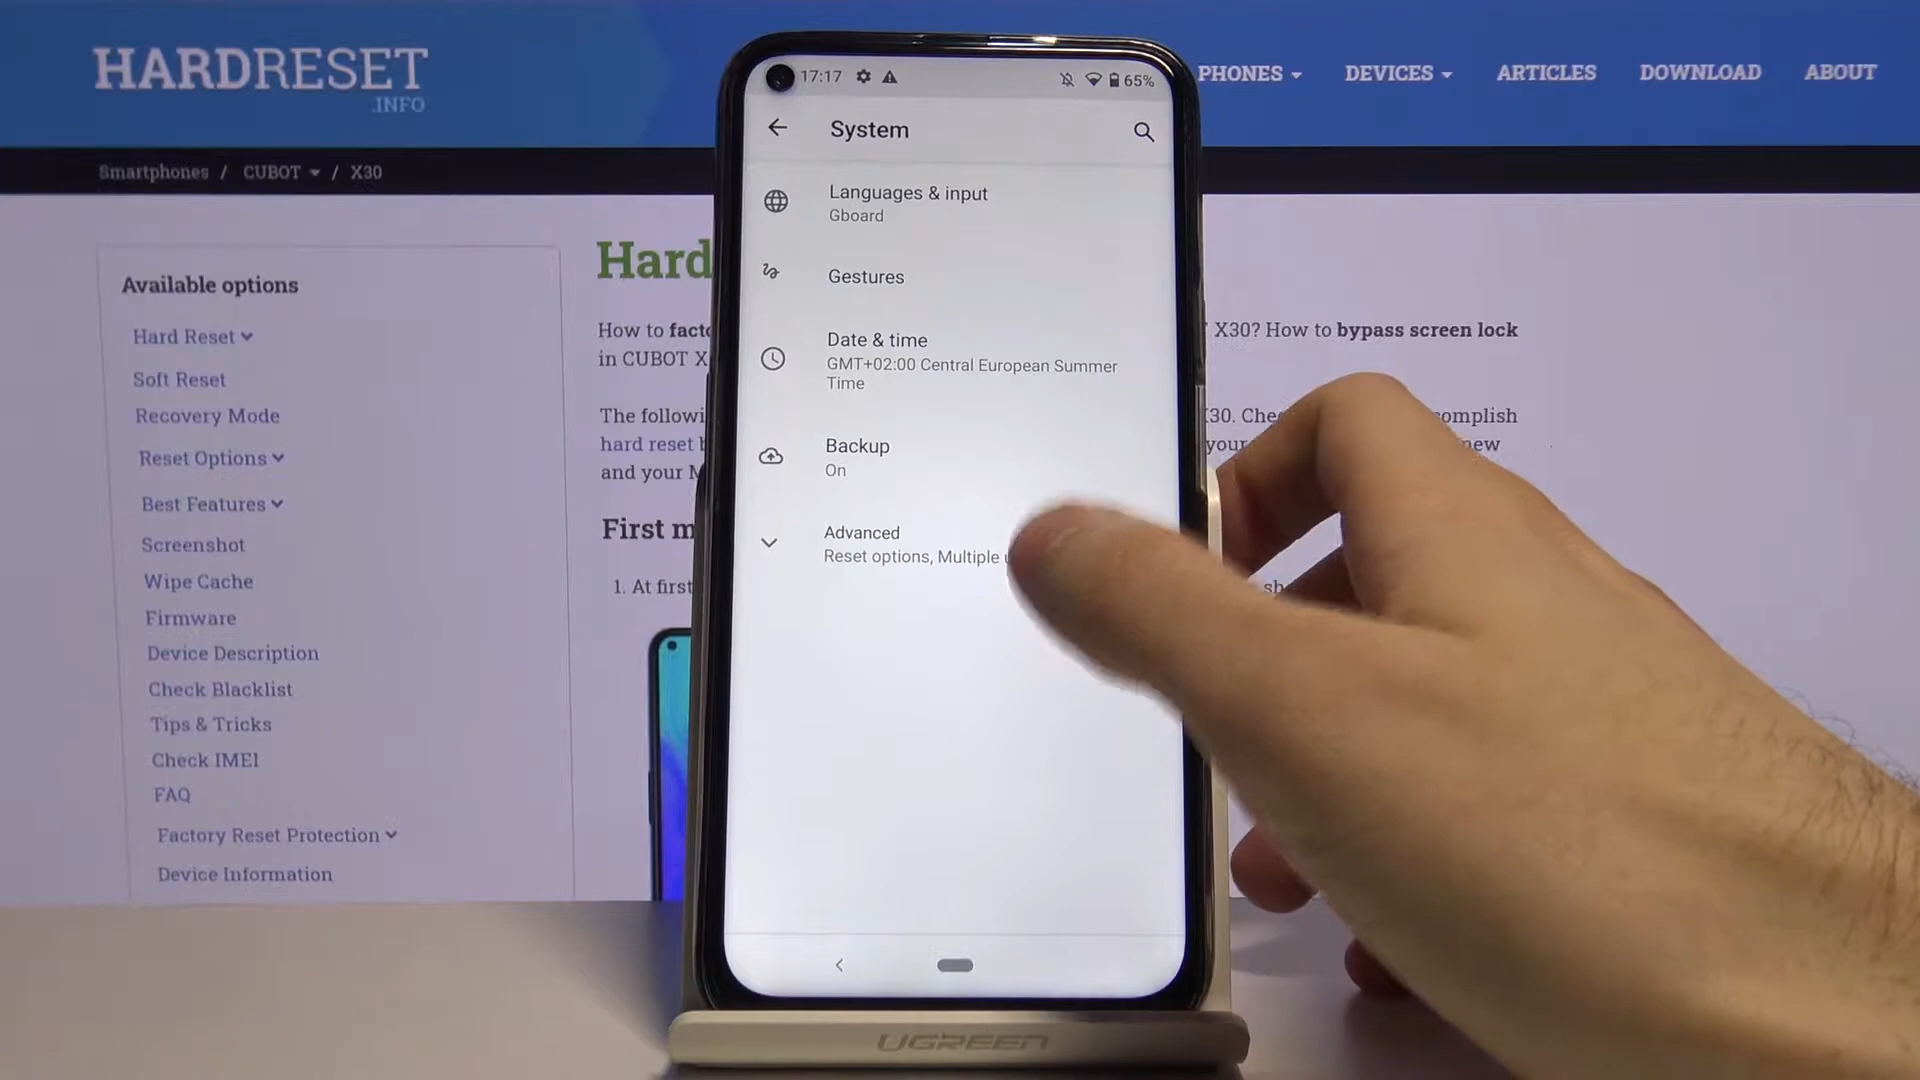 HARDRESET
.INFO
PHONES
DEVICES
ARTICLES
DOWNLOAD
ABOUT
Smartphones / CUBOT / X30
Available options
Hard Reset
Soft Reset
Recovery Mode
Reset Options
Best Features
Screenshot
Wipe Cache
Firmware
Device Description
Check Blacklist
Tips & Tricks
Check IMEI
FAQ
Factory Reset Protection
Device Information
Hard
How to
X30? How to bypass screen lock
in CUBOT
The
hard reset
your
and your
First
1. At first
17:17
65%
System
Languages & input
Gboard
Gestures
Date & time
GMT+02:00 Central European Summer
Time
Backup
On
Advanced
Reset options, Multiple
UGREEN